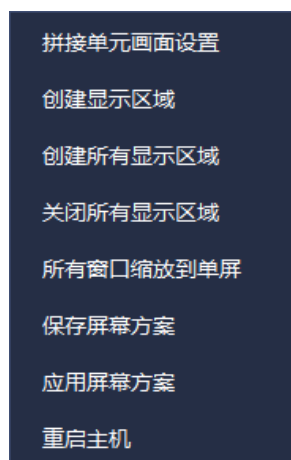 拼接单元画面设置
创建显示区域
创建所有显示区域
关闭所有显示区域
所有窗口缩放到单屏
保存屏幕方案
应用屏幕方案
重启主机